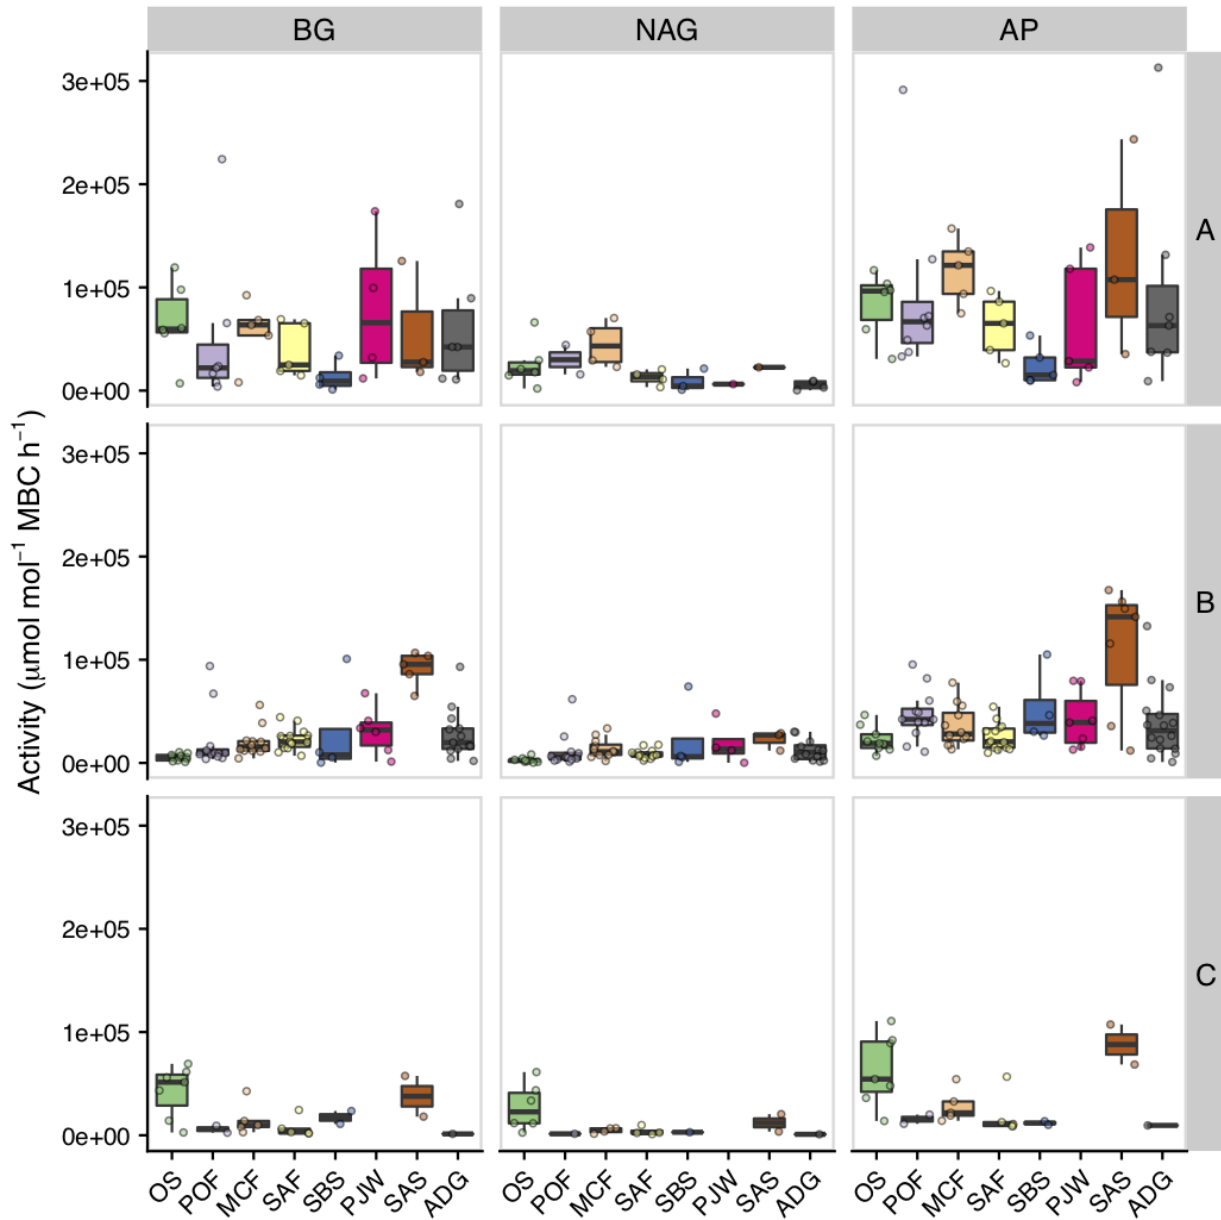 BG NAG AP
3e+05
2e+05
1e+05
0e+00
A
3e+05
2e+05
1e+05
0e+00
B
3e+05
2e+05
1e+05
0e+00
C
Activity (μmol mol⁻¹ MBC h⁻¹)
OS POF MCF SAF SBS PJW SAS ADG OS POF MCF SAF SBS PJW SAS ADG OS POF MCF SAF SBS PJW SAS ADG